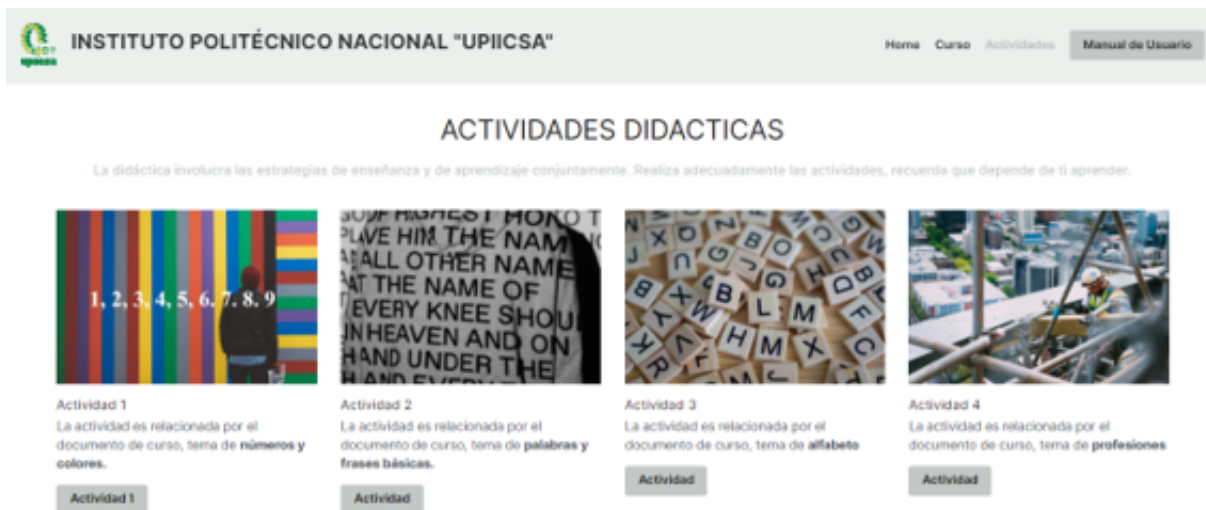 upiicsa
INSTITUTO POLITÉCNICO NACIONAL "UPIICSA"
Home Curso Actividades Manual de Usuario
ACTIVIDADES DIDACTICAS
La didáctica involucra las estrategias de enseñanza y de aprendizaje conjuntamente. Realiza adecuadamente las actividades, recuerda que depende de ti aprender.
1, 2, 3, 4, 5, 6. 7. 8. 9
HIGHEST
HIM THE NAM
ALL OTHER NAME
AT THE NAME OF
EVERY KNEE SHOU
IN HEAVEN AND ON
H AND UNDER THE
B L M
H M X
Actividad 1
La actividad es relacionada por el
documento de curso, tema de números y
colores.
Actividad 1
Actividad 2
La actividad es relacionada por el
documento de curso, tema de palabras y
frases básicas.
Actividad
Actividad 3
La actividad es relacionada por el
documento de curso, tema de alfabeto
Actividad
Actividad 4
La actividad es relacionada por el
documento de curso, tema de profesiones
Actividad